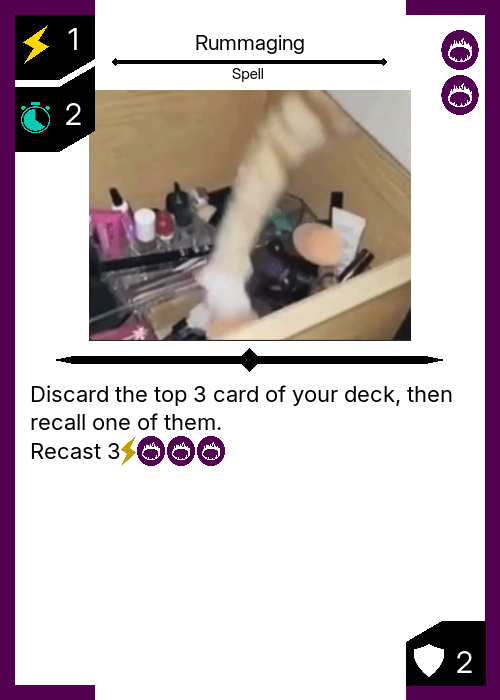 1
Rummaging
Spell
2
Discard the top 3 card of your deck, then
recall one of them.
Recast 3
2